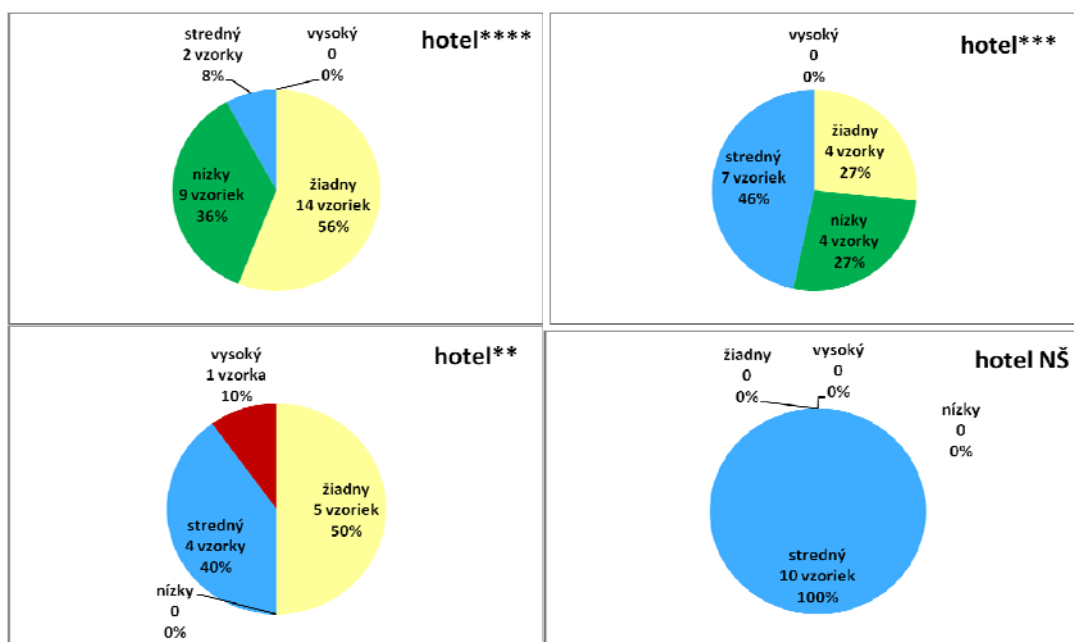 hotel****
stredný
2 vzorky
8%
vysoký
0
0%
nízky
9 vzoriek
36%
žiadny
14 vzoriek
56%
hotel***
vysoký
0
0%
stredný
7 vzoriek
46%
žiadny
4 vzorky
27%
nízky
4 vzorky
27%
hotel**
vysoký
1 vzorka
10%
žiadny
5 vzoriek
50%
stredný
4 vzorky
40%
nízky
0
0%
hotel NŠ
žiadny
0
0%
vysoký
0
0%
nízky
0
0%
stredný
10 vzoriek
100%